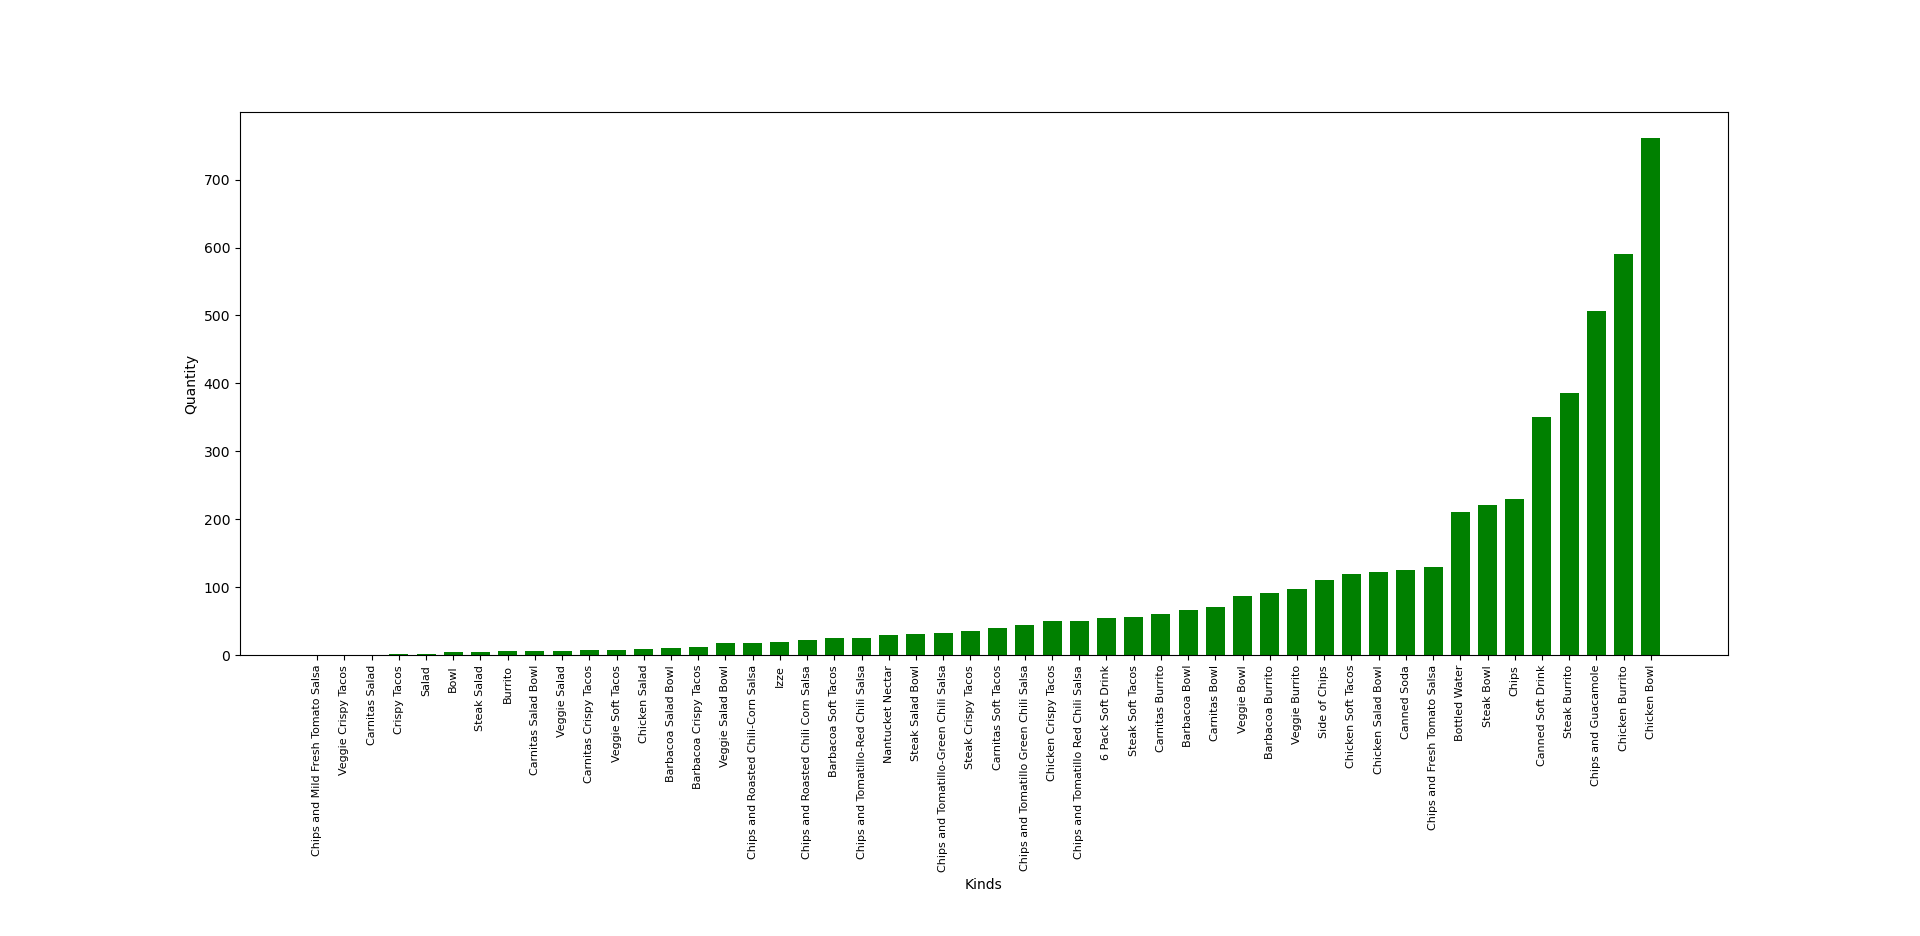 700
600
500
400
300
200
100
0
Quantity
Chips and Mild Fresh Tomato Salsa
Veggie Crispy Tacos
Carnitas Salad
Crispy Tacos
Salad
Bowl
Steak Salad
Burrito
Carnitas Salad Bowl
Veggie Salad
Carnitas Crispy Tacos
Veggie Soft Tacos
Chicken Salad
Barbacoa Salad Bowl
Barbacoa Crispy Tacos
Veggie Salad Bowl
Chips and Roasted Chili-Corn Salsa
Izze
Chips and Roasted Chili Corn Salsa
Barbacoa Soft Tacos
Chips and Tomatillo-Red Chili Salsa
Nantucket Nectar
Steak Salad Bowl
Chips and Tomatillo-Green Chili Salsa
Steak Crispy Tacos
Carnitas Soft Tacos
Chips and Tomatillo Green Chili Salsa
Chicken Crispy Tacos
Chips and Tomatillo Red Chili Salsa
6 Pack Soft Drink
Steak Soft Tacos
Carnitas Burrito
Barbacoa Bowl
Carnitas Bowl
Veggie Bowl
Barbacoa Burrito
Veggie Burrito
Side of Chips
Chicken Soft Tacos
Chicken Salad Bowl
Canned Soda
Chips and Fresh Tomato Salsa
Bottled Water
Steak Bowl
Chips
Canned Soft Drink
Steak Burrito
Chips and Guacamole
Chicken Burrito
Chicken Bowl
Kinds